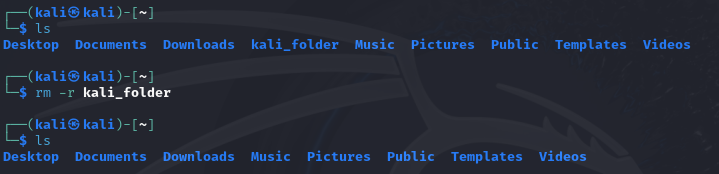 ┌──(kali㉿kali)-[~]
└─$ ls
Desktop Documents Downloads kali_folder Music Pictures Public Templates Videos
┌──(kali㉿kali)-[~]
└─$ rm -r kali_folder
┌──(kali㉿kali)-[~]
└─$ ls
Desktop Documents Downloads Music Pictures Public Templates Videos